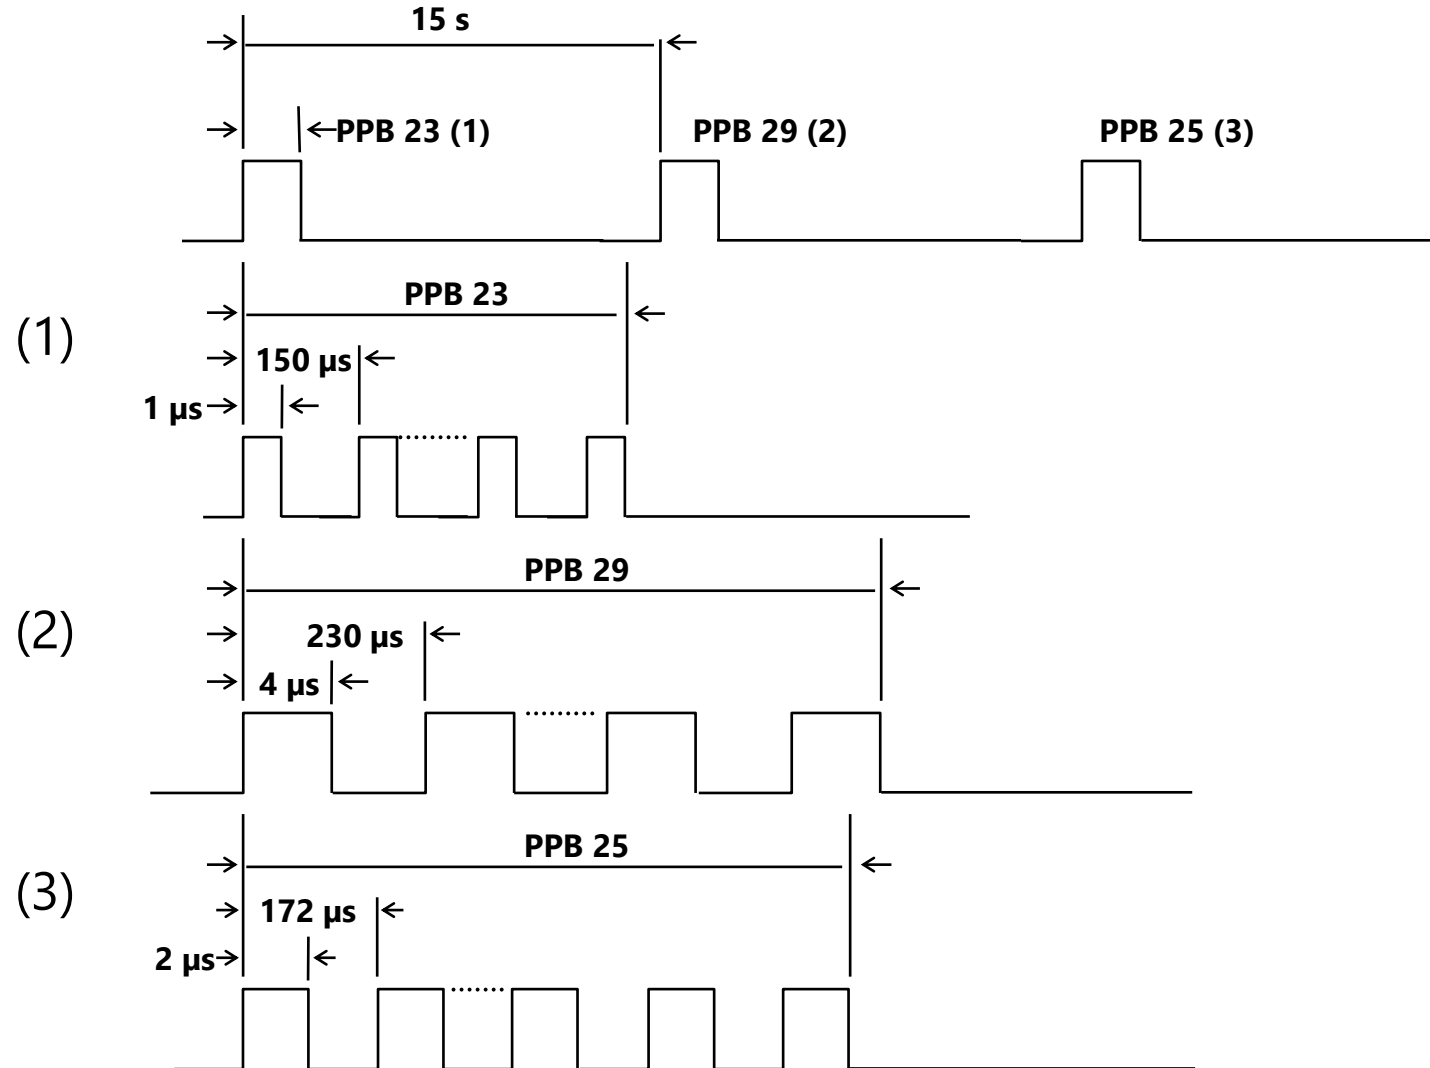 15 s
PPB 23 (1)
PPB 29 (2)
PPB 25 (3)
(1)
PPB 23
150 µs
1 µs
(2)
PPB 29
230 µs
4 µs
(3)
PPB 25
172 µs
2 µs